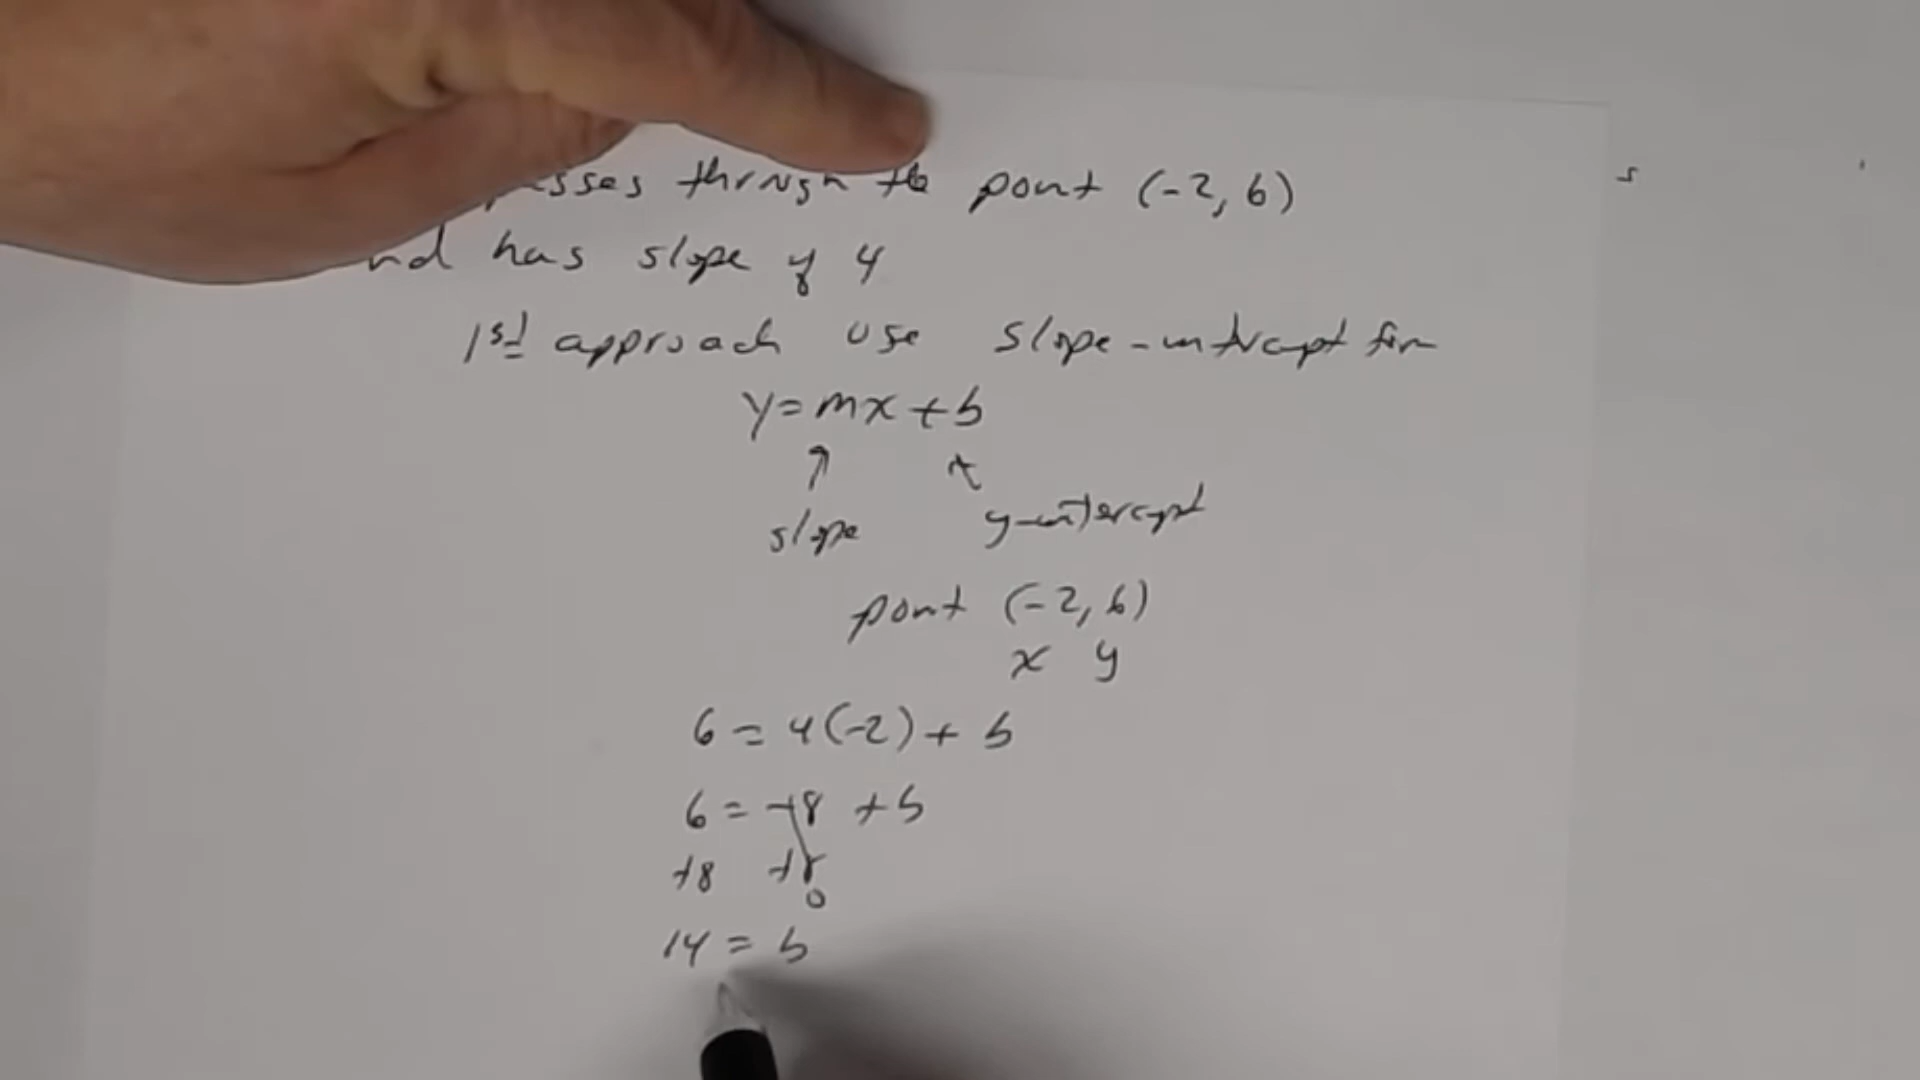 passes through the point (-2, 6)
has slope of 4
1st approach use slope-intercept form
y = mx + b
slope
y-intercept
point (-2, 6)
x y
6 = 4(-2) + b
6 = -8 + b
+8 +8
0
14 = b